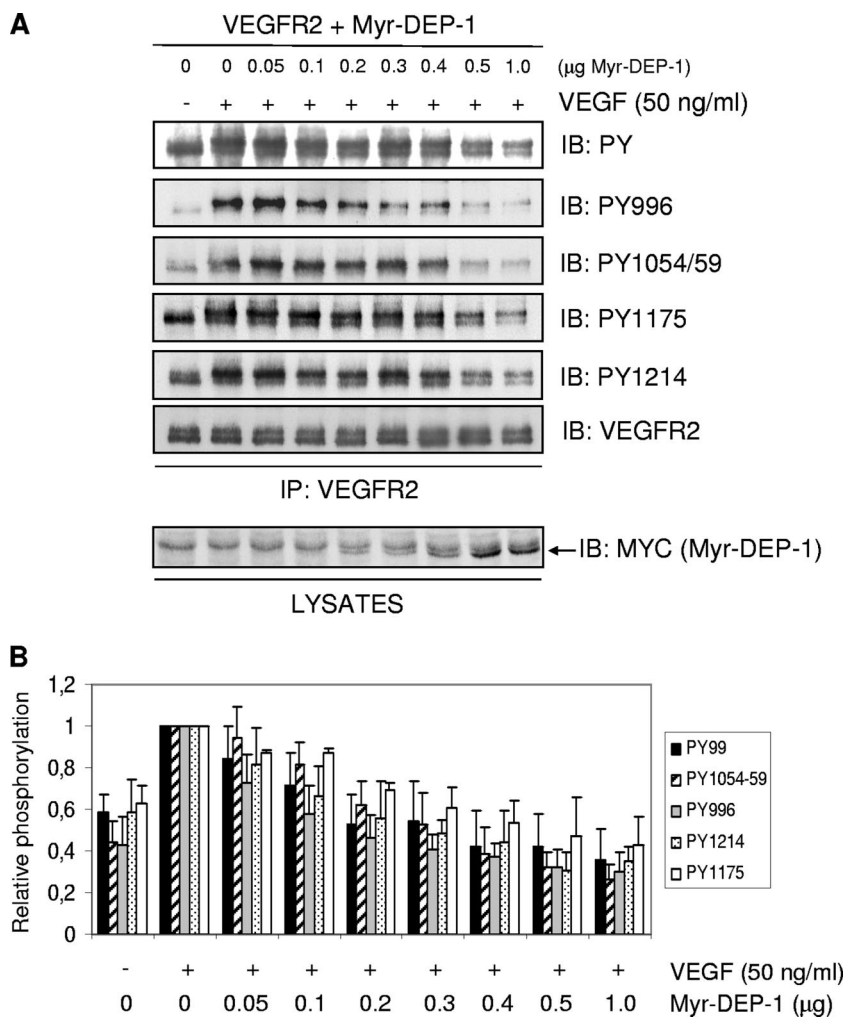 A
VEGFR2 + Myr-DEP-1
0 0 0.05 0.1 0.2 0.3 0.4 0.5 1.0 (µg Myr-DEP-1)
- + + + + + + + + VEGF (50 ng/ml)
IB: PY
IB: PY996
IB: PY1054/59
IB: PY1175
IB: PY1214
IB: VEGFR2
IP: VEGFR2
IB: MYC (Myr-DEP-1)
LYSATES
B
Relative phosphorylation
1,2
1
0,8
0,6
0,4
0,2
0
PY99
PY1054-59
PY996
PY1214
PY1175
- + + + + + + + + VEGF (50 ng/ml)
0 0 0.05 0.1 0.2 0.3 0.4 0.5 1.0 Myr-DEP-1 (µg)